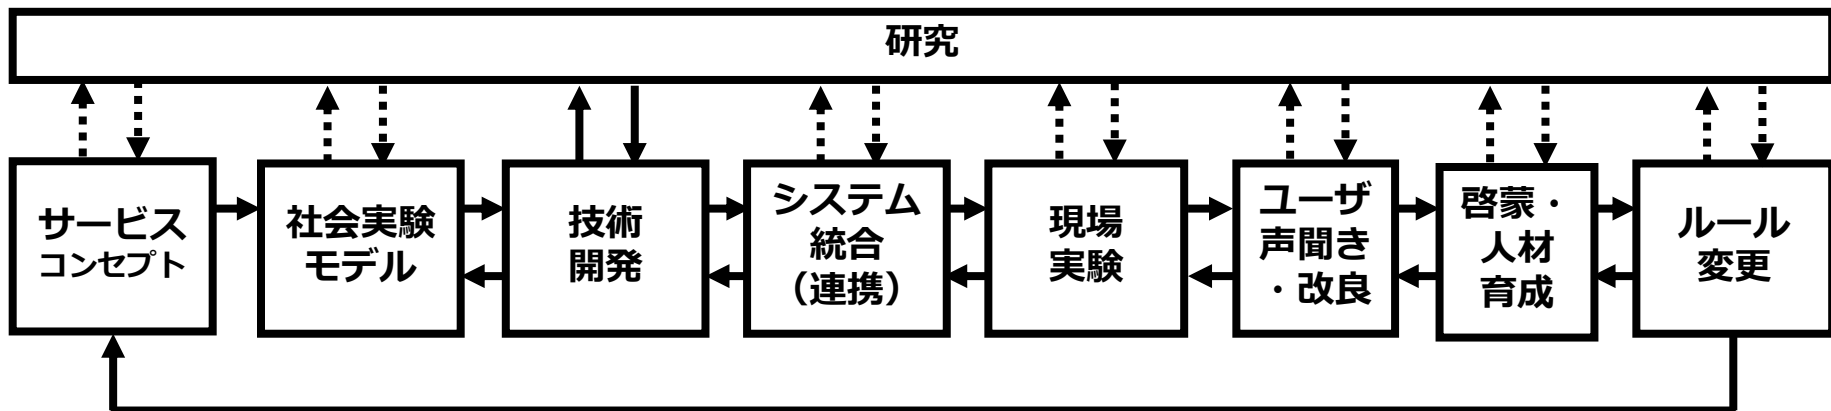 研究
サービス
コンセプト
社会実験
モデル
技術
開発
システム
統合
（連携）
現場
実験
ユーザ
声聞き
・改良
啓蒙・
人材
育成
ルール
変更